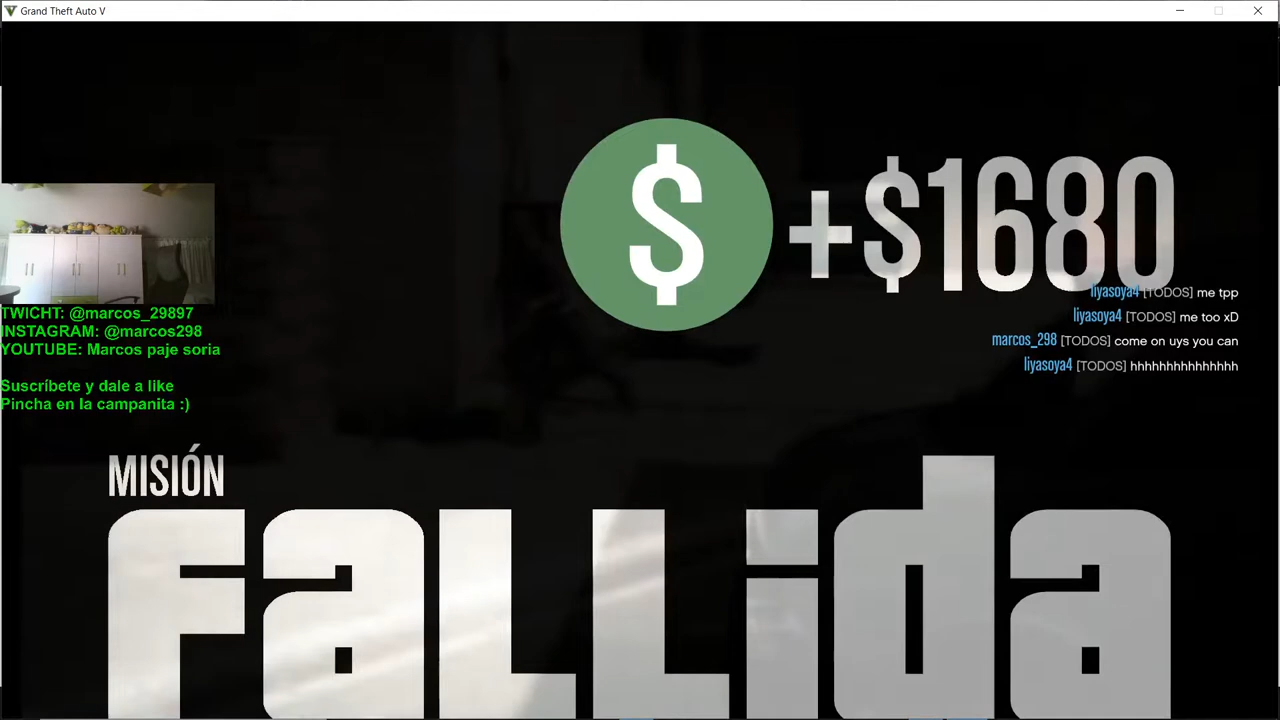 Grand Theft Auto V
$ +$1680
liyasoya4 [TODOS] me tpp
liyasoya4 [TODOS] me too xD
marcos_298 [TODOS] come on uys you can
liyasoya4 [TODOS] hhhhhhhhhhhhhhh
TWICHT: @marcos_29897
INSTAGRAM: @marcos298
YOUTUBE: Marcos paje soria
Suscríbete y dale a like
Pincha en la campanita :)
MISIÓN
FaLLida